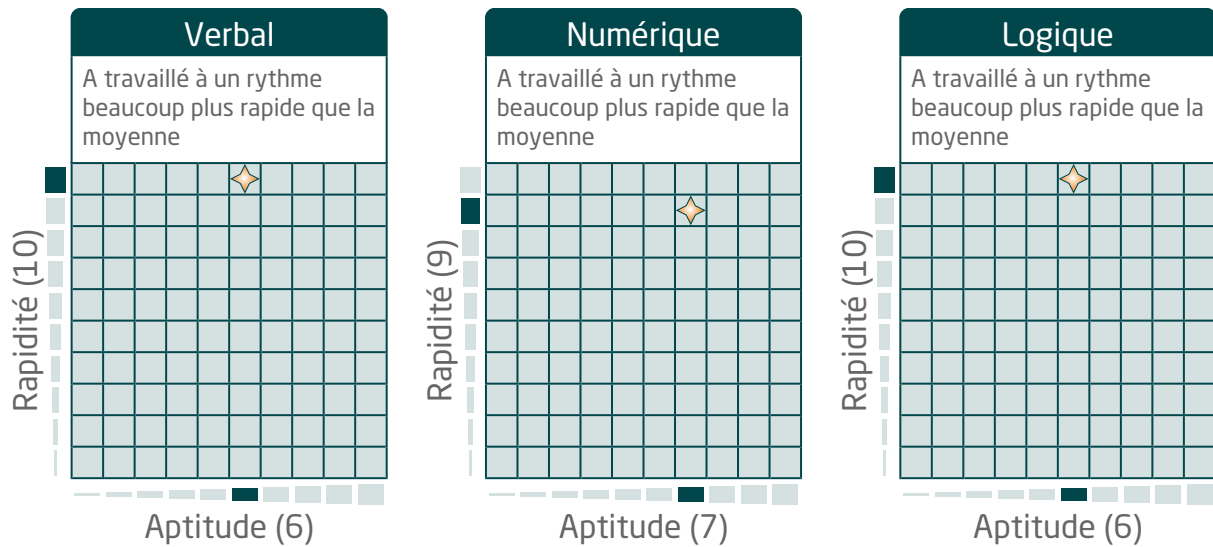 Verbal
A travaillé à un rythme
beaucoup plus rapide que la
moyenne
Rapidité (10)
Aptitude (6)
Numérique
A travaillé à un rythme
beaucoup plus rapide que la
moyenne
Rapidité (9)
Aptitude (7)
Logique
A travaillé à un rythme
beaucoup plus rapide que la
moyenne
Rapidité (10)
Aptitude (6)